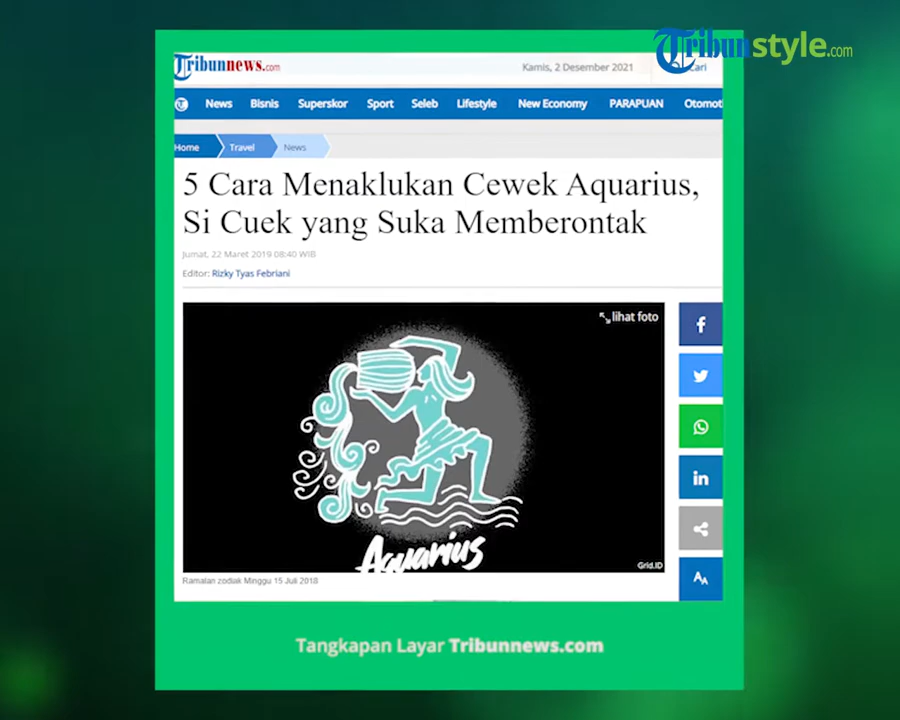 Tribunstyle.com
Tribunnews.com
Kamis, 2 Desember 2021
Cari
News Bisnis Superskor Sport Seleb Lifestyle New Economy PARAPUAN Otomot
Home Travel News
5 Cara Menaklukan Cewek Aquarius,
Si Cuek yang Suka Memberontak
Jumat, 22 Maret 2019 08:40 WIB
Editor: Rizky Tyas Febriani
lihat foto
Aquarius
Grid.ID
Ramalan zodiak Minggu 15 Juli 2018
AA
Tangkapan Layar Tribunnews.com